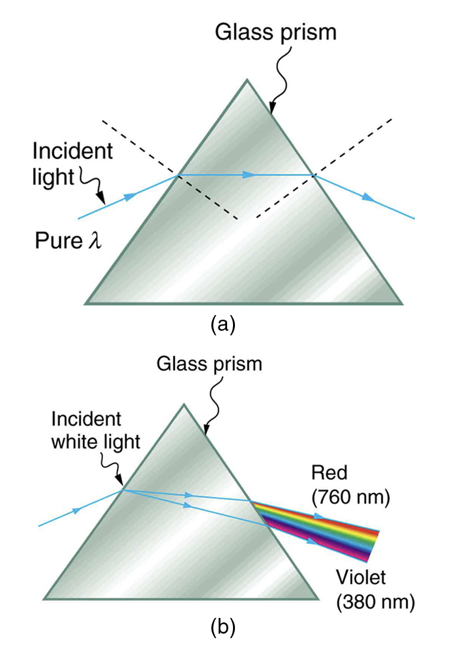 Glass prism
Incident
light
Pure λ
(a)
Glass prism
Incident
white light
Red
(760 nm)
Violet
(380 nm)
(b)